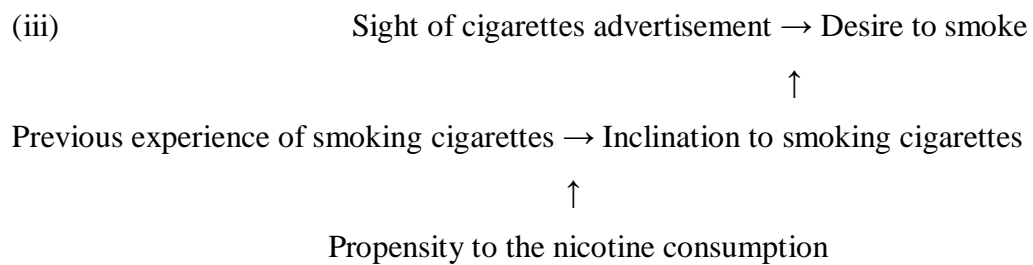 (iii) Sight of cigarettes advertisement → Desire to smoke
↑
Previous experience of smoking cigarettes → Inclination to smoking cigarettes
↑
Propensity to the nicotine consumption